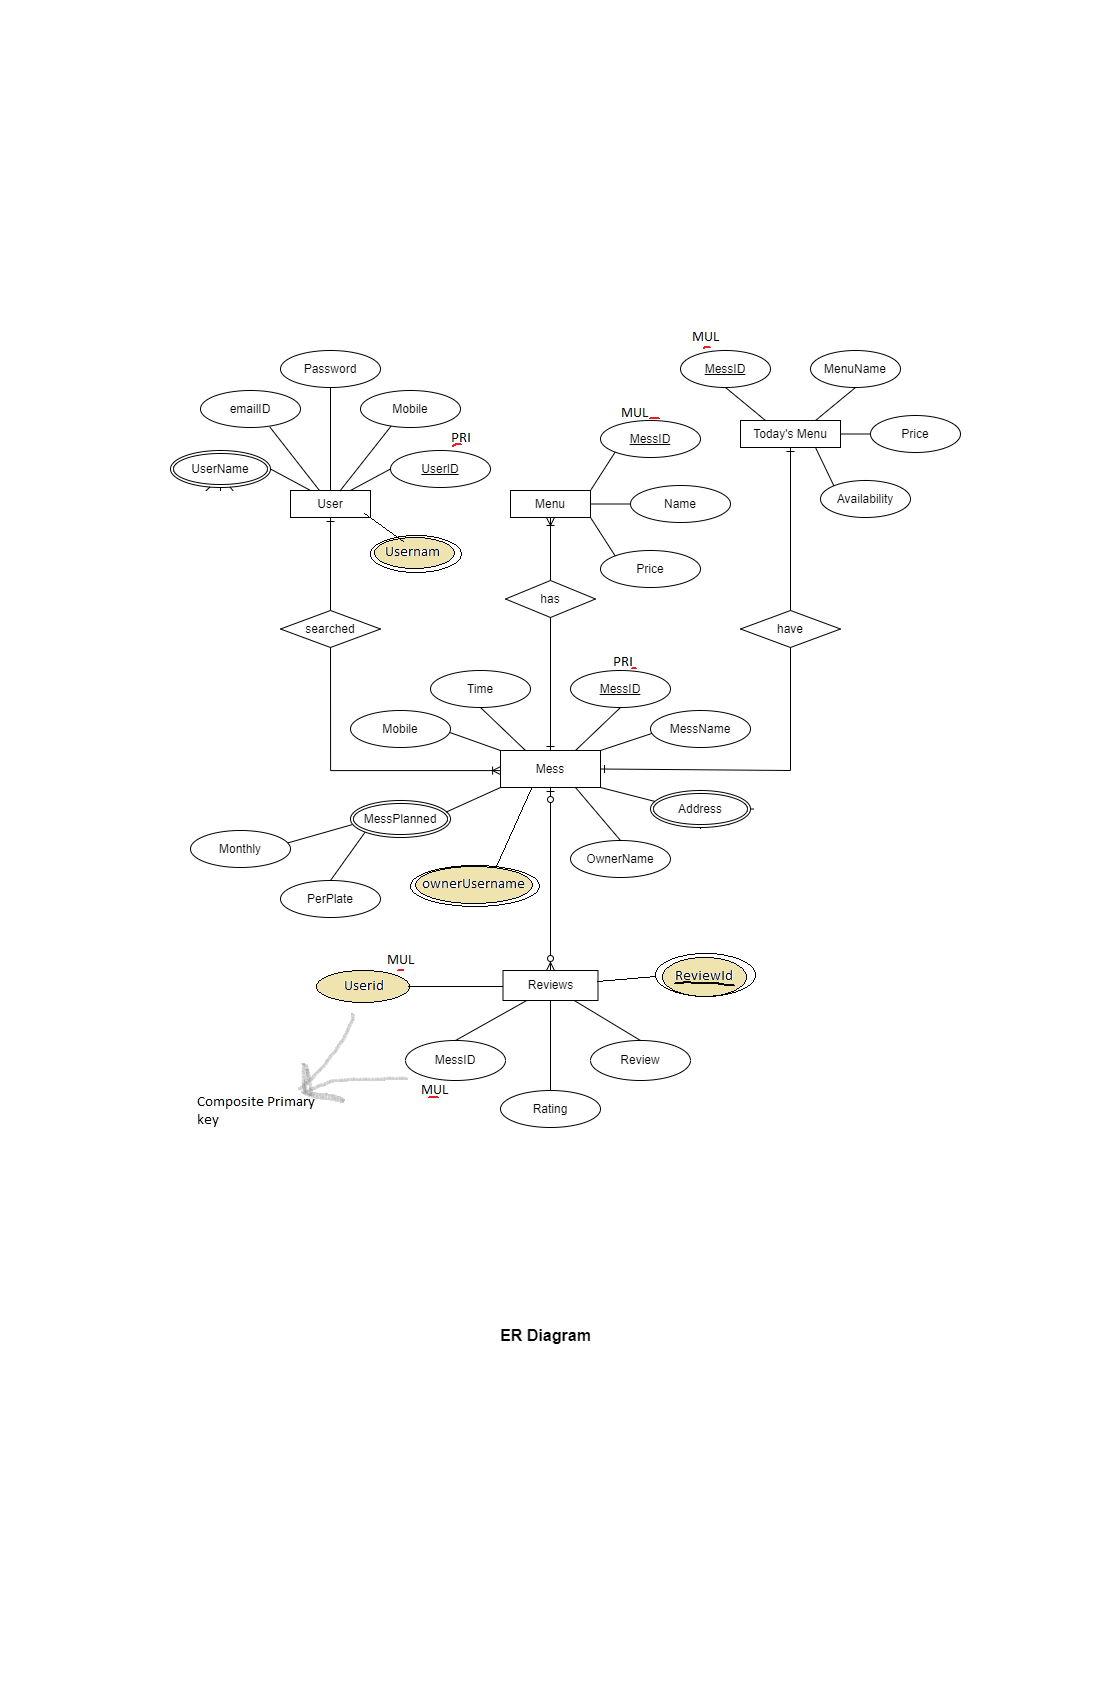 MUL
Password
MessID
MenuName
emailID
Mobile
MUL
Today's Menu
Price
PRI
MessID
UserName
UserID
User
Menu
Name
Availability
Usernam
Price
has
searched
have
PRI
Time
MessID
Mobile
MessName
Mess
MessPlanned
Address
Monthly
OwnerName
ownerUsername
PerPlate
MUL
ReviewId
Userid
Reviews
MessID
Review
MUL
Composite Primary
key
Rating
ER Diagram